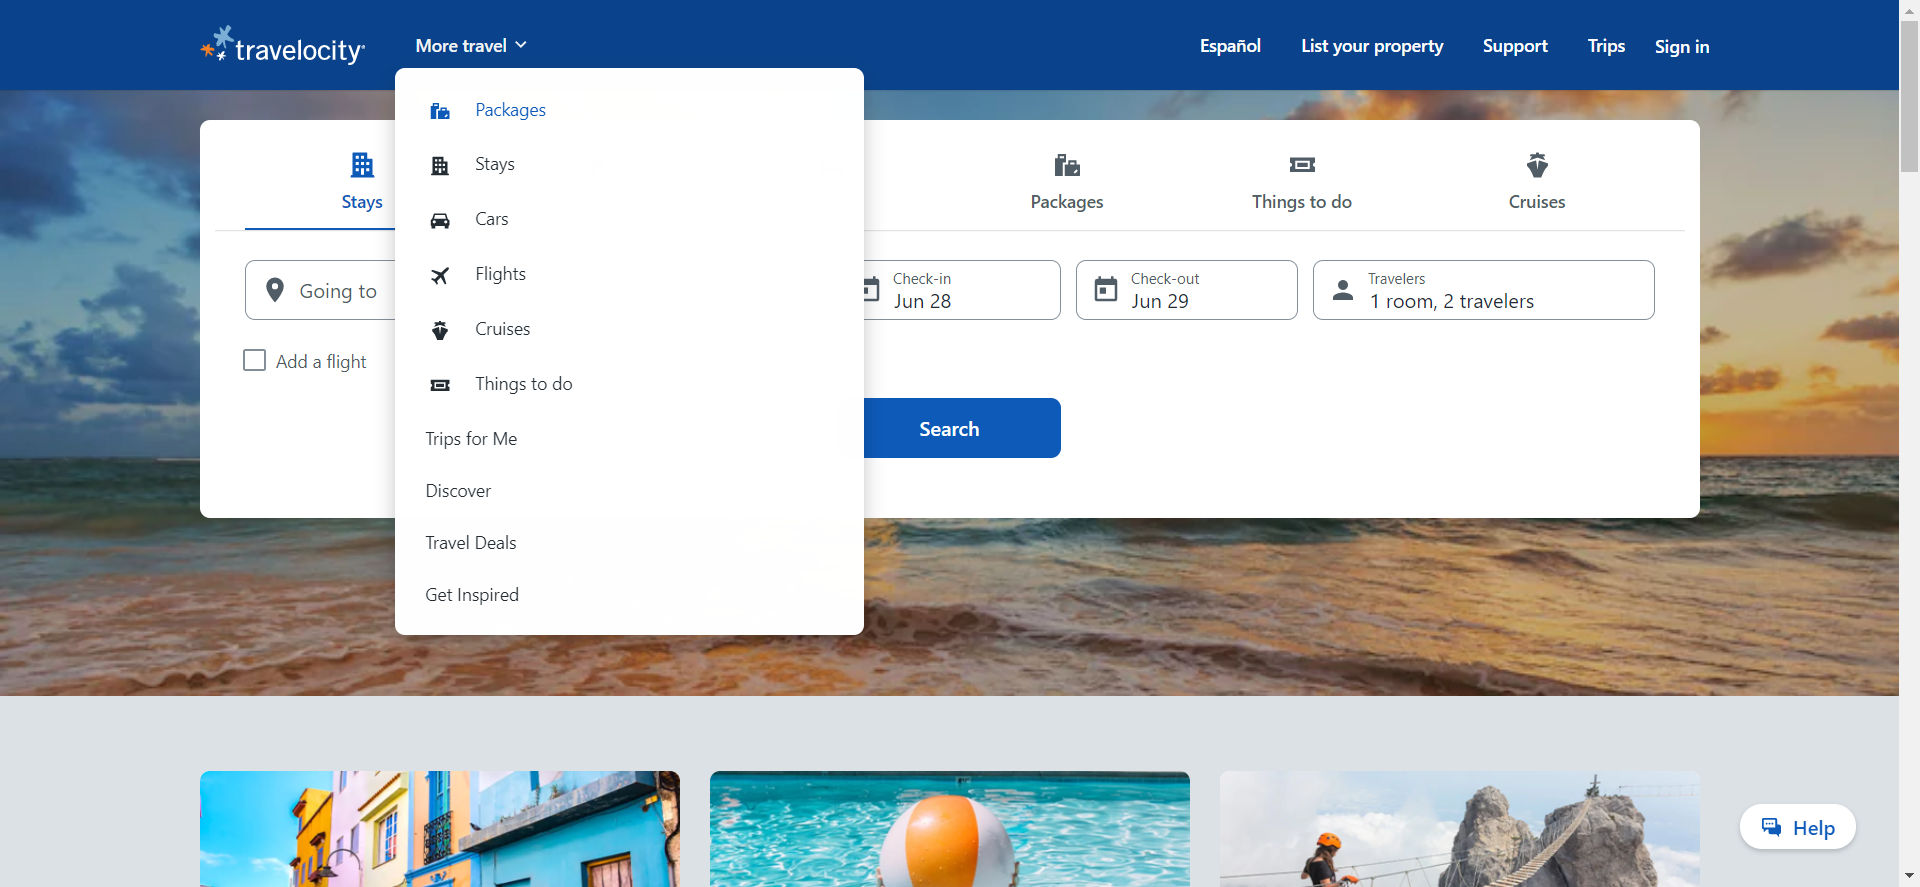 travelocity
More travel
Español
List your property
Support
Trips
Sign in
Packages
Stays
Cars
Flights
Cruises
Things to do
Trips for Me
Discover
Travel Deals
Get Inspired
Stays
Packages
Things to do
Cruises
Going to
Check-in
Jun 28
Check-out
Jun 29
Travelers
1 room, 2 travelers
Add a flight
Search
Help